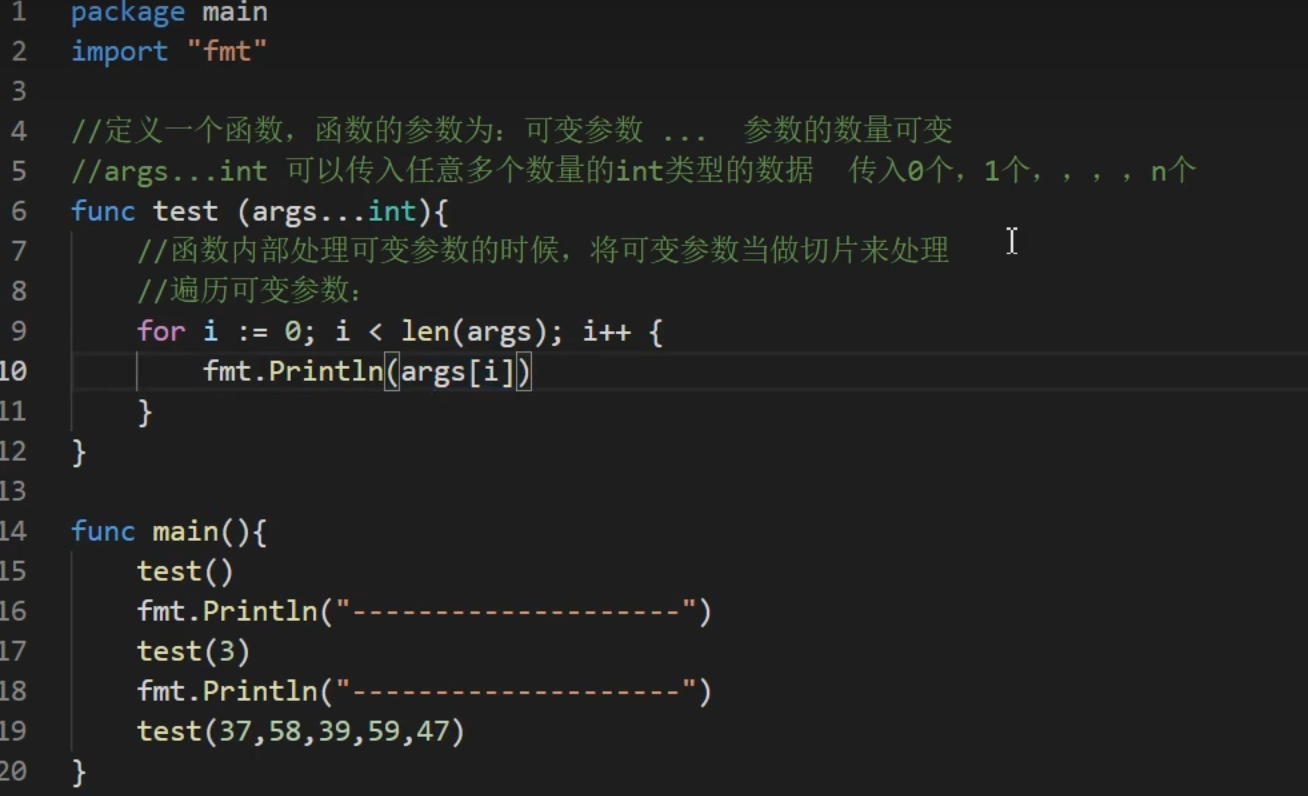 1 package main
2 import "fmt"
3
4 //定义一个函数，函数的参数为：可变参数 ...  参数的数量可变
5 //args...int 可以传入任意多个数量的int类型的数据  传入0个，1个，，，，n个
6 func test (args...int){
7     //函数内部处理可变参数的时候，将可变参数当做切片来处理
8     //遍历可变参数：
9     for i := 0; i < len(args); i++ {
10         fmt.Println(args[i])
11     }
12 }
13
14 func main(){
15     test()
16     fmt.Println("--------------------")
17     test(3)
18     fmt.Println("--------------------")
19     test(37,58,39,59,47)
20 }